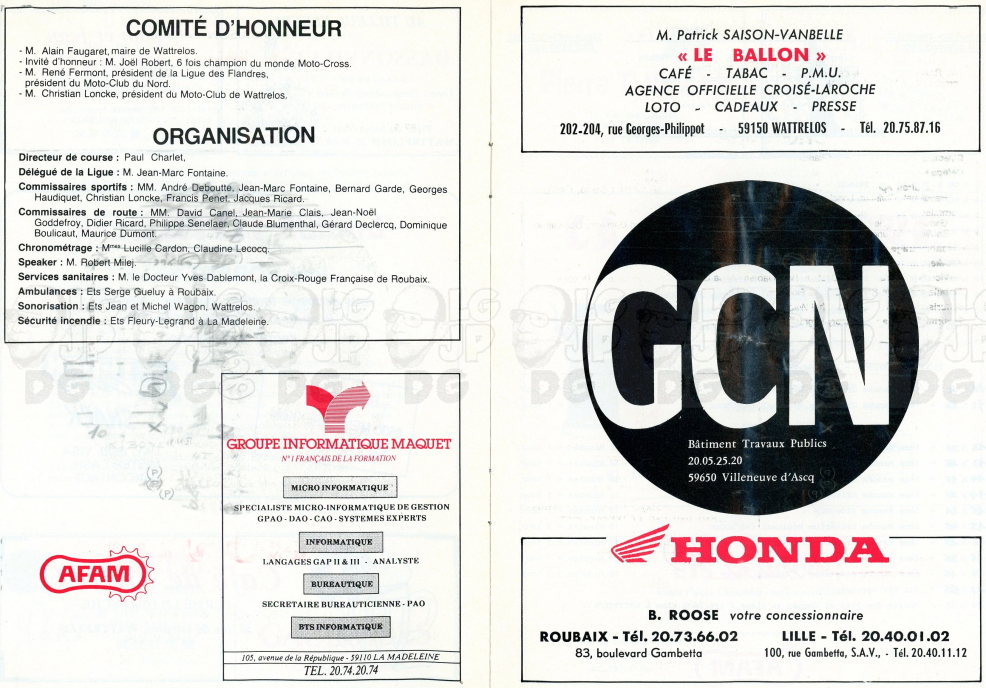 COMITÉ D'HONNEUR
- M. Alain Faugaret, maire de Wattrelos.
- Invité d'honneur : M. Joël Robert, 6 fois champion du monde Moto-Cross.
- M. René Fermont, président de la Ligue des Flandres,
président du Moto-Club du Nord.
- M. Christian Loncke, président du Moto-Club de Wattrelos.
ORGANISATION
Directeur de course : Paul Charlet,
Délégué de la Ligue : M. Jean-Marc Fontaine.
Commissaires sportifs : MM. André Deboutte, Jean-Marc Fontaine, Bernard Garde, Georges
Haudiquet, Christian Loncke, Francis Penet, Jacques Ricard.
Commissaires de route : MM. David Canel, Jean-Marie Clais, Jean-Noël
Goddefroy, Didier Ricard, Philippe Senelaer, Claude Blumenthal, Gérard Declercq, Dominique
Boulicaut, Maurice Dumont.
Chronométrage : Mmes Lucille Cardon, Claudine Lecocq.
Speaker : M. Robert Milej.
Services sanitaires : M. le Docteur Yves Dablemont, la Croix-Rouge Française de Roubaix.
Ambulances : Ets Serge Gueluy à Roubaix.
Sonorisation : Ets Jean et Michel Wagon, Wattrelos.
Sécurité incendie : Ets Fleury-Legrand à La Madeleine.
AFAM
GROUPE INFORMATIQUE MAQUET
N° 1 FRANÇAIS DE LA FORMATION
MICRO INFORMATIQUE
SPECIALISTE MICRO-INFORMATIQUE DE GESTION
GPAO - DAO - CAO - SYSTEMES EXPERTS
INFORMATIQUE
LANGAGES GAP II & III - ANALYSTE
BUREAUTIQUE
SECRETAIRE BUREAUTICIENNE - PAO
BTS INFORMATIQUE
105, avenue de la République - 59110 LA MADELEINE
TEL. 20.74.20.74
M. Patrick SAISON-VANBELLE
« LE BALLON »
CAFÉ - TABAC - P.M.U.
AGENCE OFFICIELLE CROISÉ-LAROCHE
LOTO - CADEAUX - PRESSE
202-204, rue Georges-Philippot - 59150 WATTRELOS - Tél. 20.75.87.16
GCN
Bâtiment Travaux Publics
20.05.25.20
59650 Villeneuve d'Ascq
HONDA
B. ROOSE votre concessionnaire
ROUBAIX - Tél. 20.73.66.02
83, boulevard Gambetta
LILLE - Tél. 20.40.01.02
100, rue Gambetta, S.A.V., - Tél. 20.40.11.12
LG
JP
DG